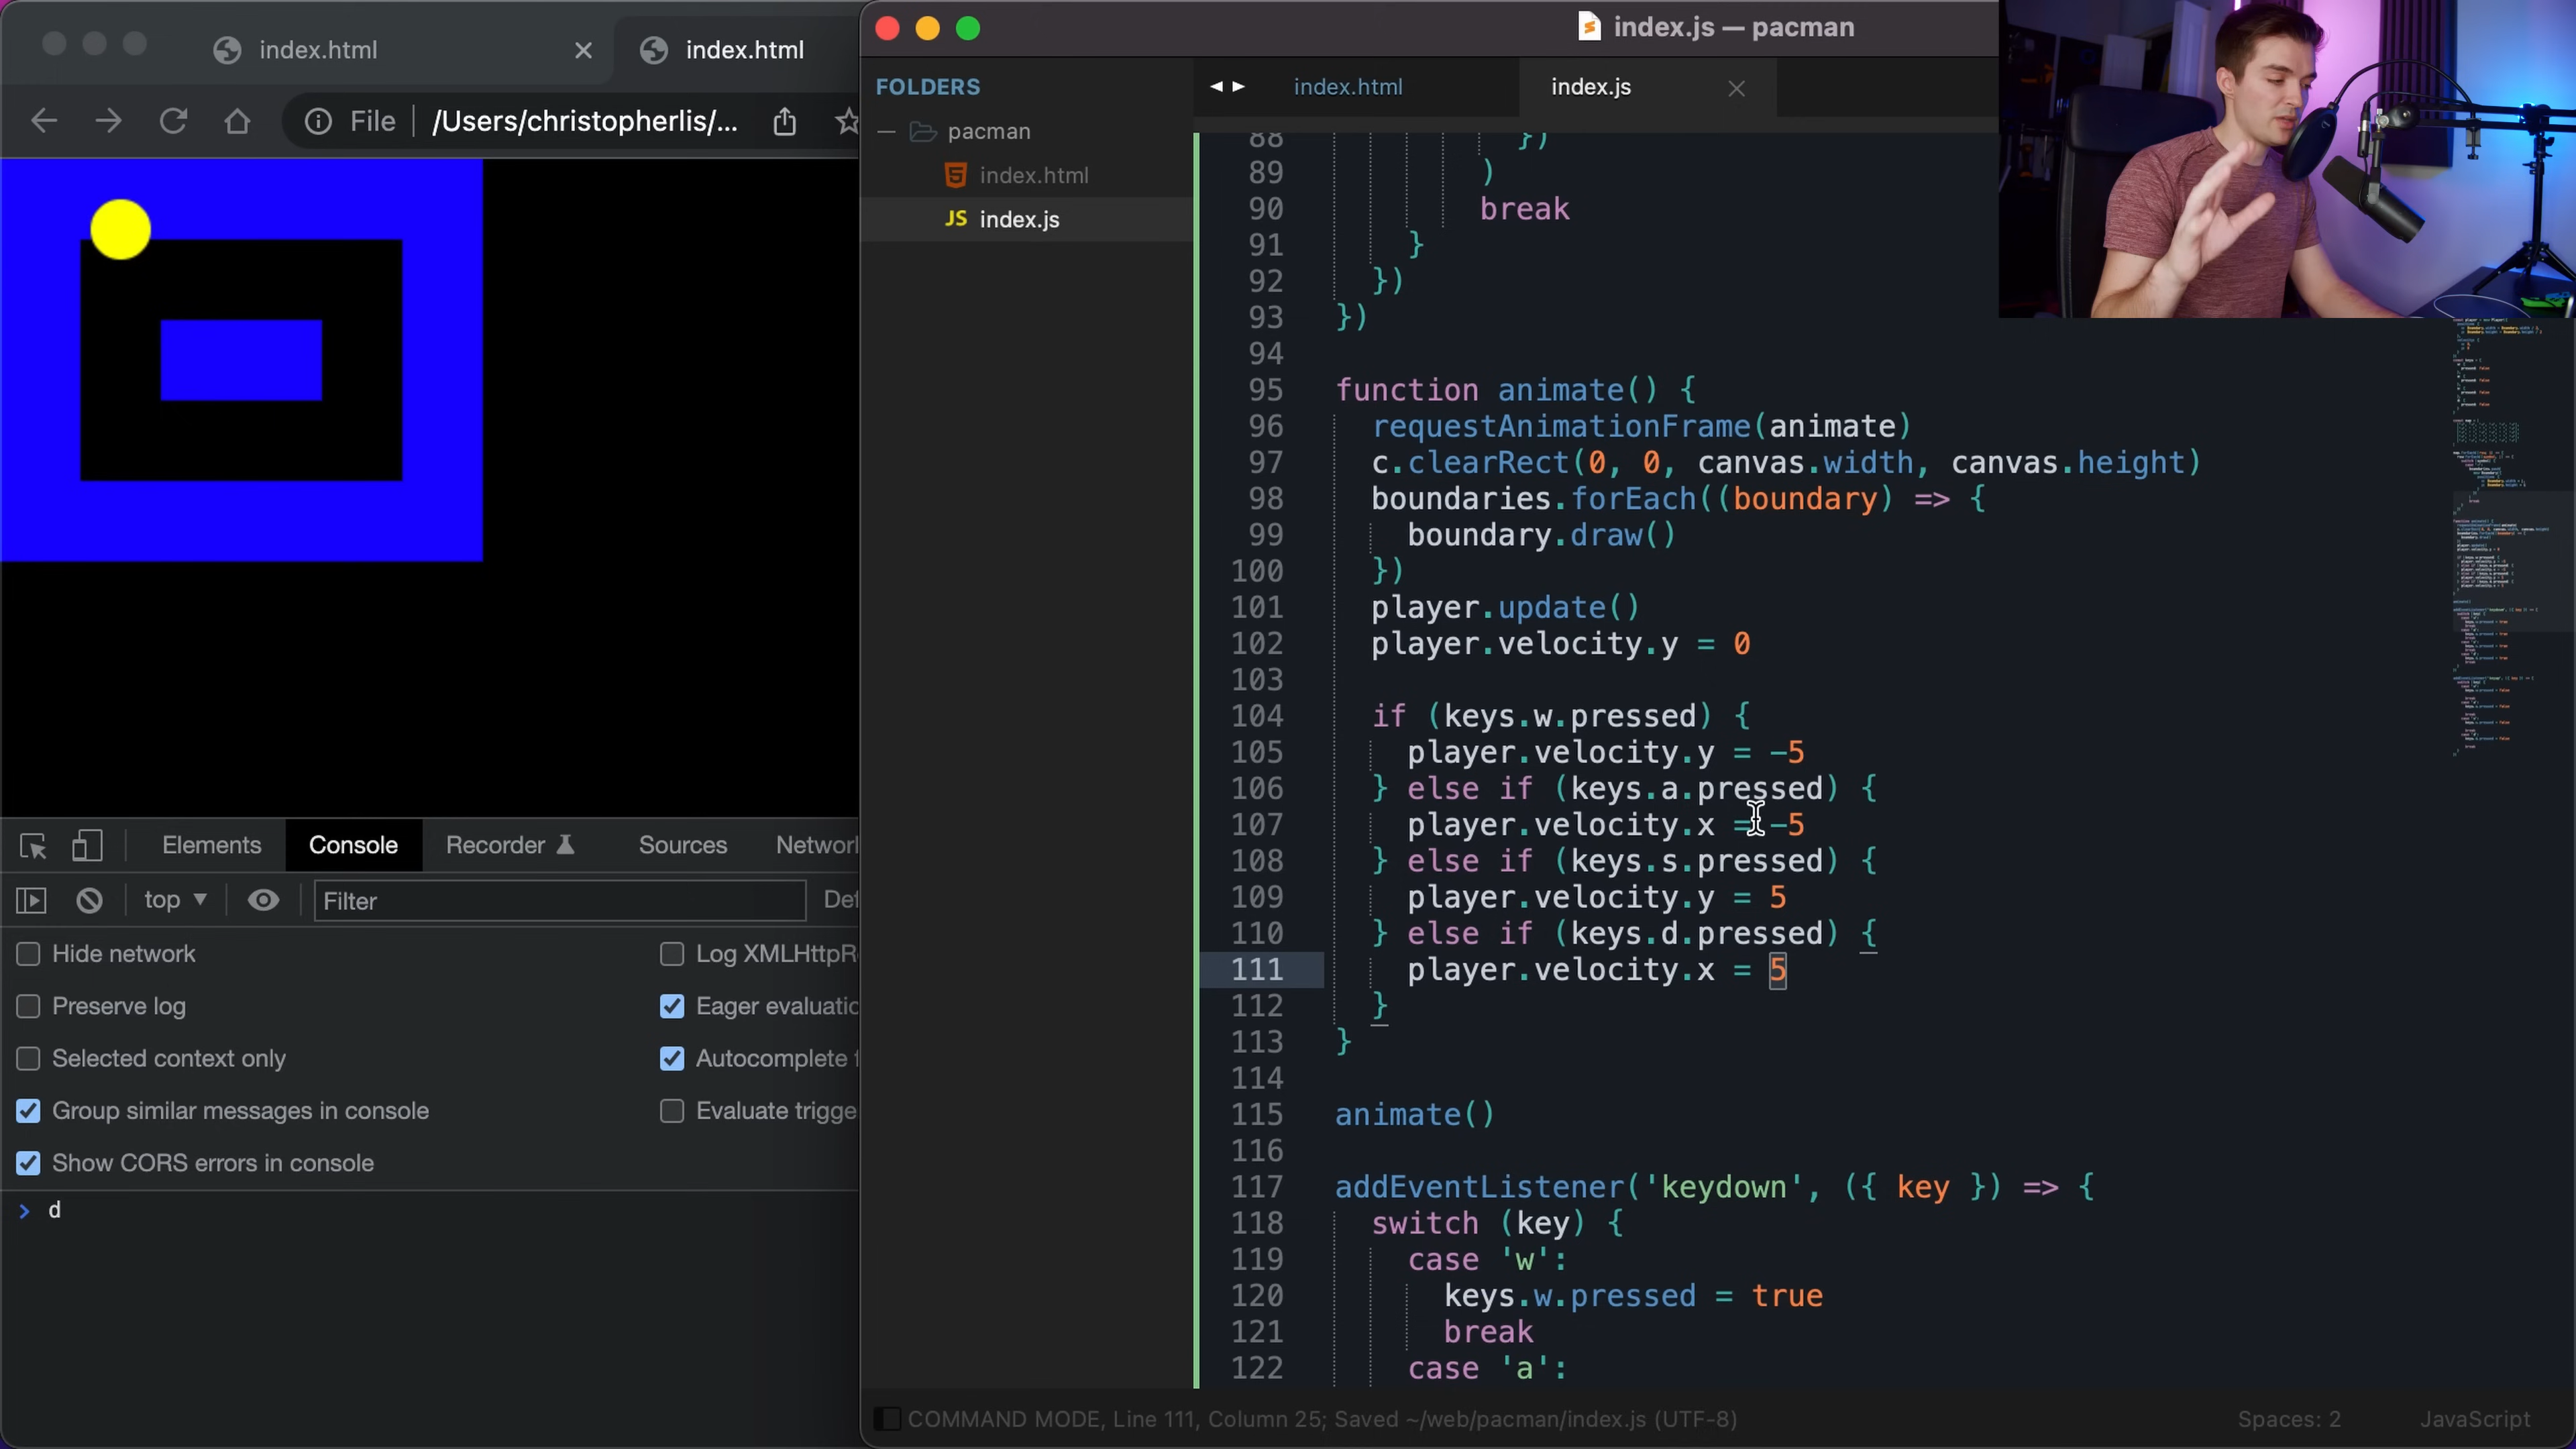 index.html
index.html
File
/Users/christopherlis/...
Elements
Console
Recorder
Sources
Network
top ▼
Filter
Def
Hide network
Log XMLHttpR
Preserve log
Eager evaluatio
Selected context only
Autocomplete f
Group similar messages in console
Evaluate trigge
Show CORS errors in console
> d
index.js — pacman
FOLDERS
pacman
index.html
JS index.js
index.html
index.js
88 })
89 )
90 break
91 }
92 })
93 })
94
95 function animate() {
96 requestAnimationFrame(animate)
97 c.clearRect(0, 0, canvas.width, canvas.height)
98 boundaries.forEach((boundary) => {
99 boundary.draw()
100 })
101 player.update()
102 player.velocity.y = 0
103
104 if (keys.w.pressed) {
105 player.velocity.y = -5
106 } else if (keys.a.pressed) {
107 player.velocity.x = -5
108 } else if (keys.s.pressed) {
109 player.velocity.y = 5
110 } else if (keys.d.pressed) {
111 player.velocity.x = 5
112 }
113 }
114
115 animate()
116
117 addEventListener('keydown', ({ key }) => {
118 switch (key) {
119 case 'w':
120 keys.w.pressed = true
121 break
122 case 'a':
COMMAND MODE, Line 111, Column 25; Saved ~/web/pacman/index.js (UTF-8)
Spaces: 2
JavaScript